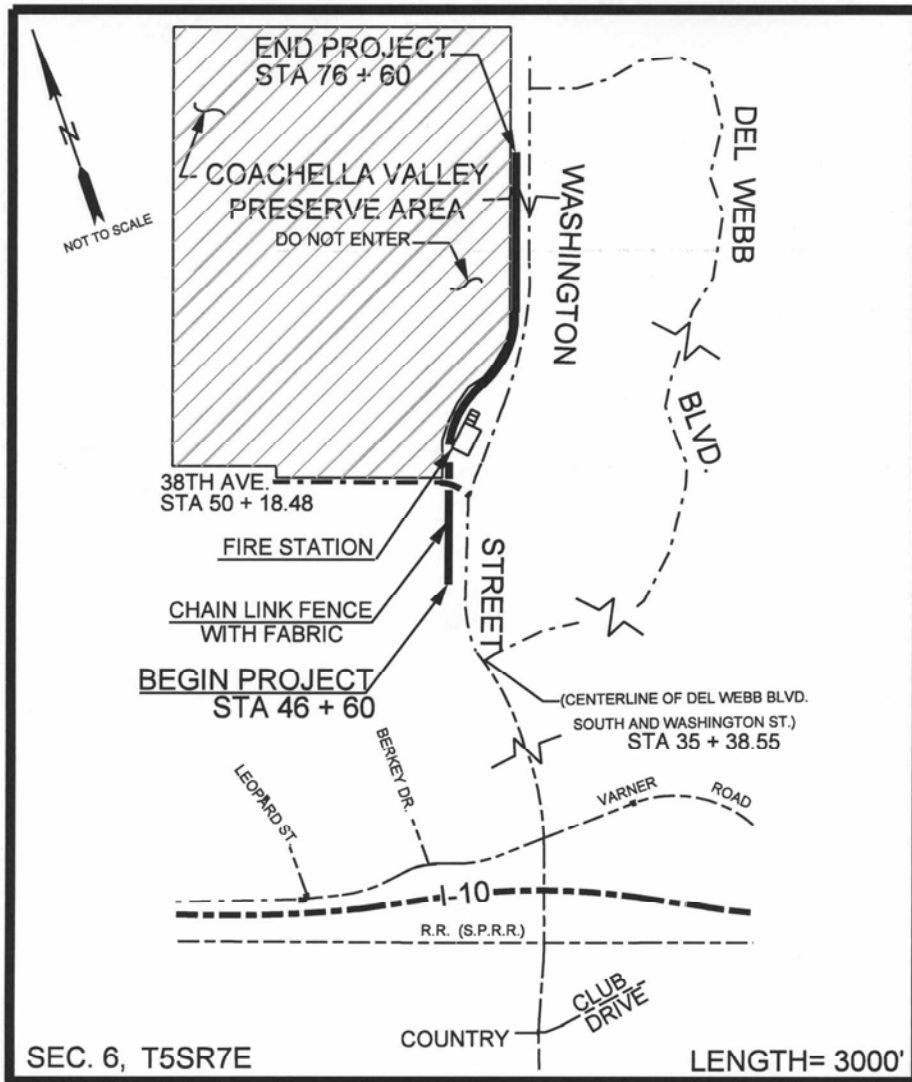 END PROJECT
STA 76 + 60
N
NOT TO SCALE
COACHELLA VALLEY
PRESERVE AREA
DO NOT ENTER
WASHINGTON
DEL WEBB
BLVD.
38TH AVE.
STA 50 + 18.48
FIRE STATION
STREET
CHAIN LINK FENCE
WITH FABRIC
BEGIN PROJECT
STA 46 + 60
(CENTERLINE OF DEL WEBB BLVD.
SOUTH AND WASHINGTON ST.)
STA 35 + 38.55
LEOPARD ST.
BERKEY DR.
VARNER
ROAD
I-10
R.R. (S.P.R.R.)
COUNTRY
CLUB
DRIVE
SEC. 6, T5SR7E
LENGTH= 3000'